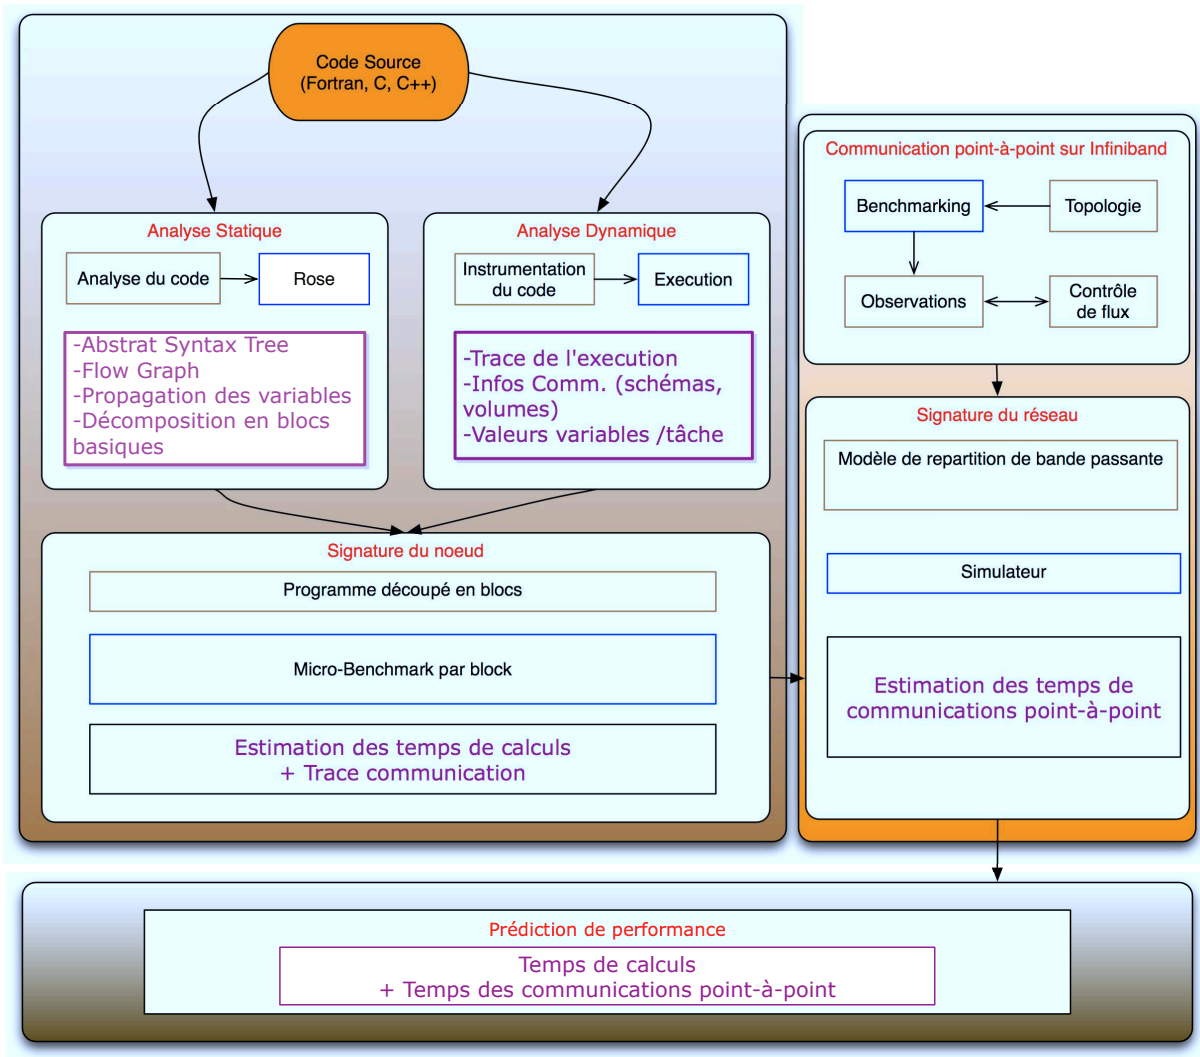 Code Source
(Fortran, C, C++)
Analyse Statique
Analyse du code
Rose
-Abstrat Syntax Tree
-Flow Graph
-Propagation des variables
-Décomposition en blocs
basiques
Analyse Dynamique
Instrumentation
du code
Execution
-Trace de l'execution
-Infos Comm. (schémas,
volumes)
-Valeurs variables /tâche
Signature du noeud
Programme découpé en blocs
Micro-Benchmark par block
Estimation des temps de calculs
+ Trace communication
Communication point-à-point sur Infiniband
Benchmarking
Topologie
Observations
Contrôle
de flux
Signature du réseau
Modèle de repartition de bande passante
Simulateur
Estimation des temps de
communications point-à-point
Prédiction de performance
Temps de calculs
+ Temps des communications point-à-point